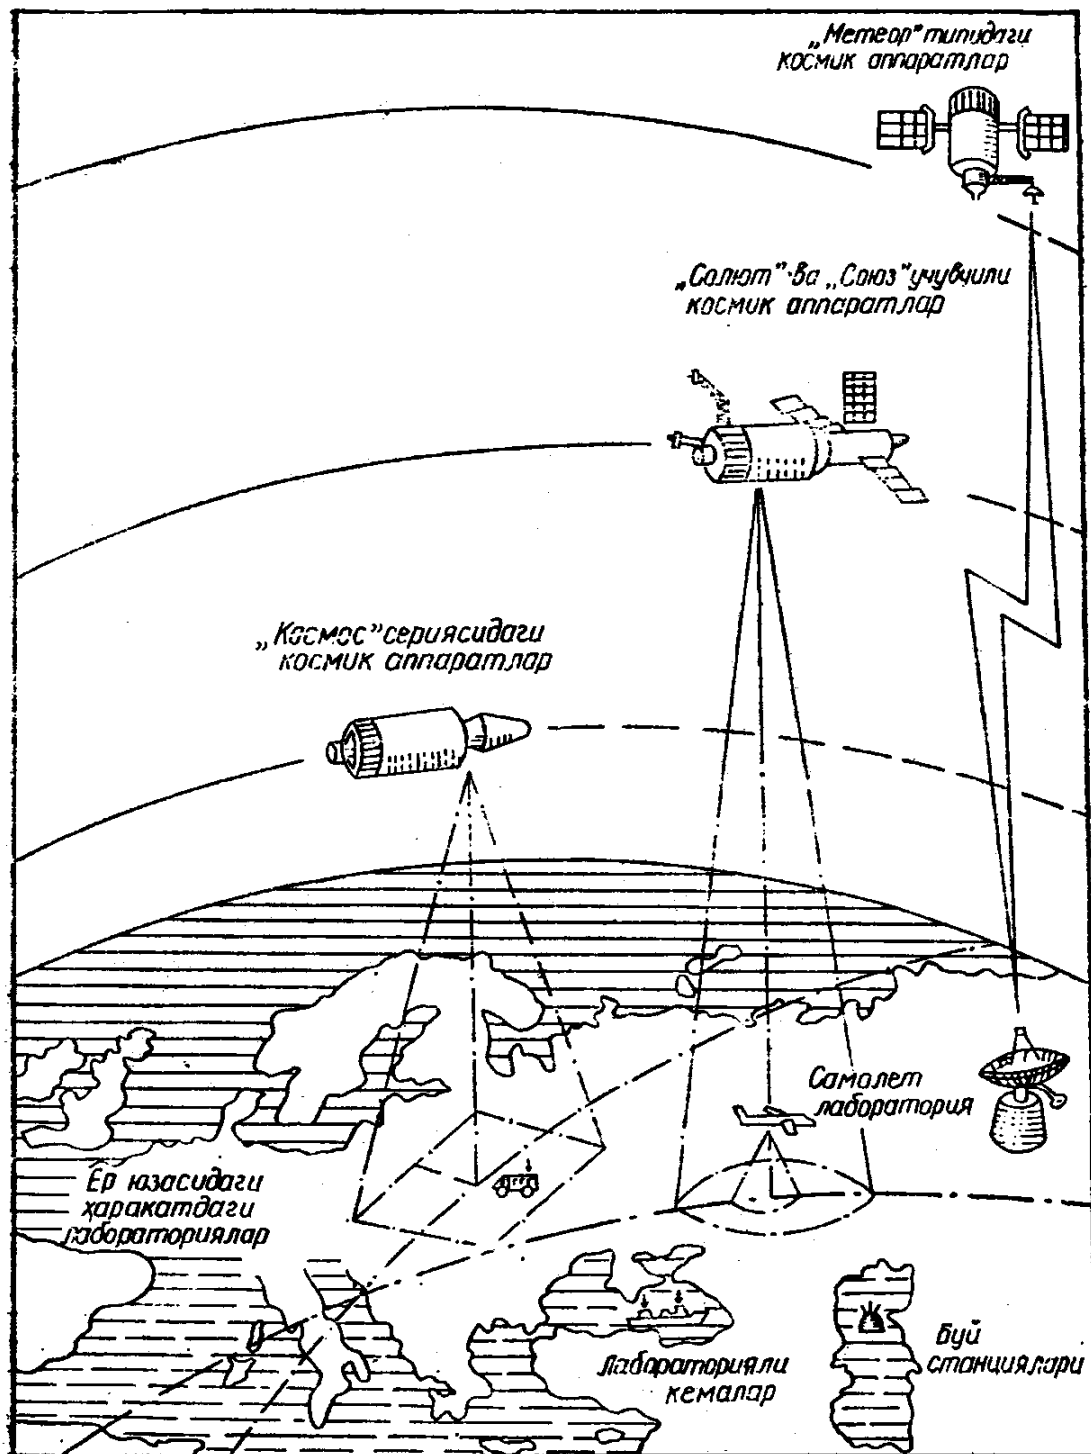 „Метеор” типидаги
космик аппаратлар
„Салют”-ва „Союз” учувчили
космик аппаратлар
„Космос” сериясидаги
космик аппаратлар
Самолет
лаборатория
Ер юзасидаги
ҳаракатдаги
лабораториялар
Лабораторияли
кемалар
Буй
станциялари